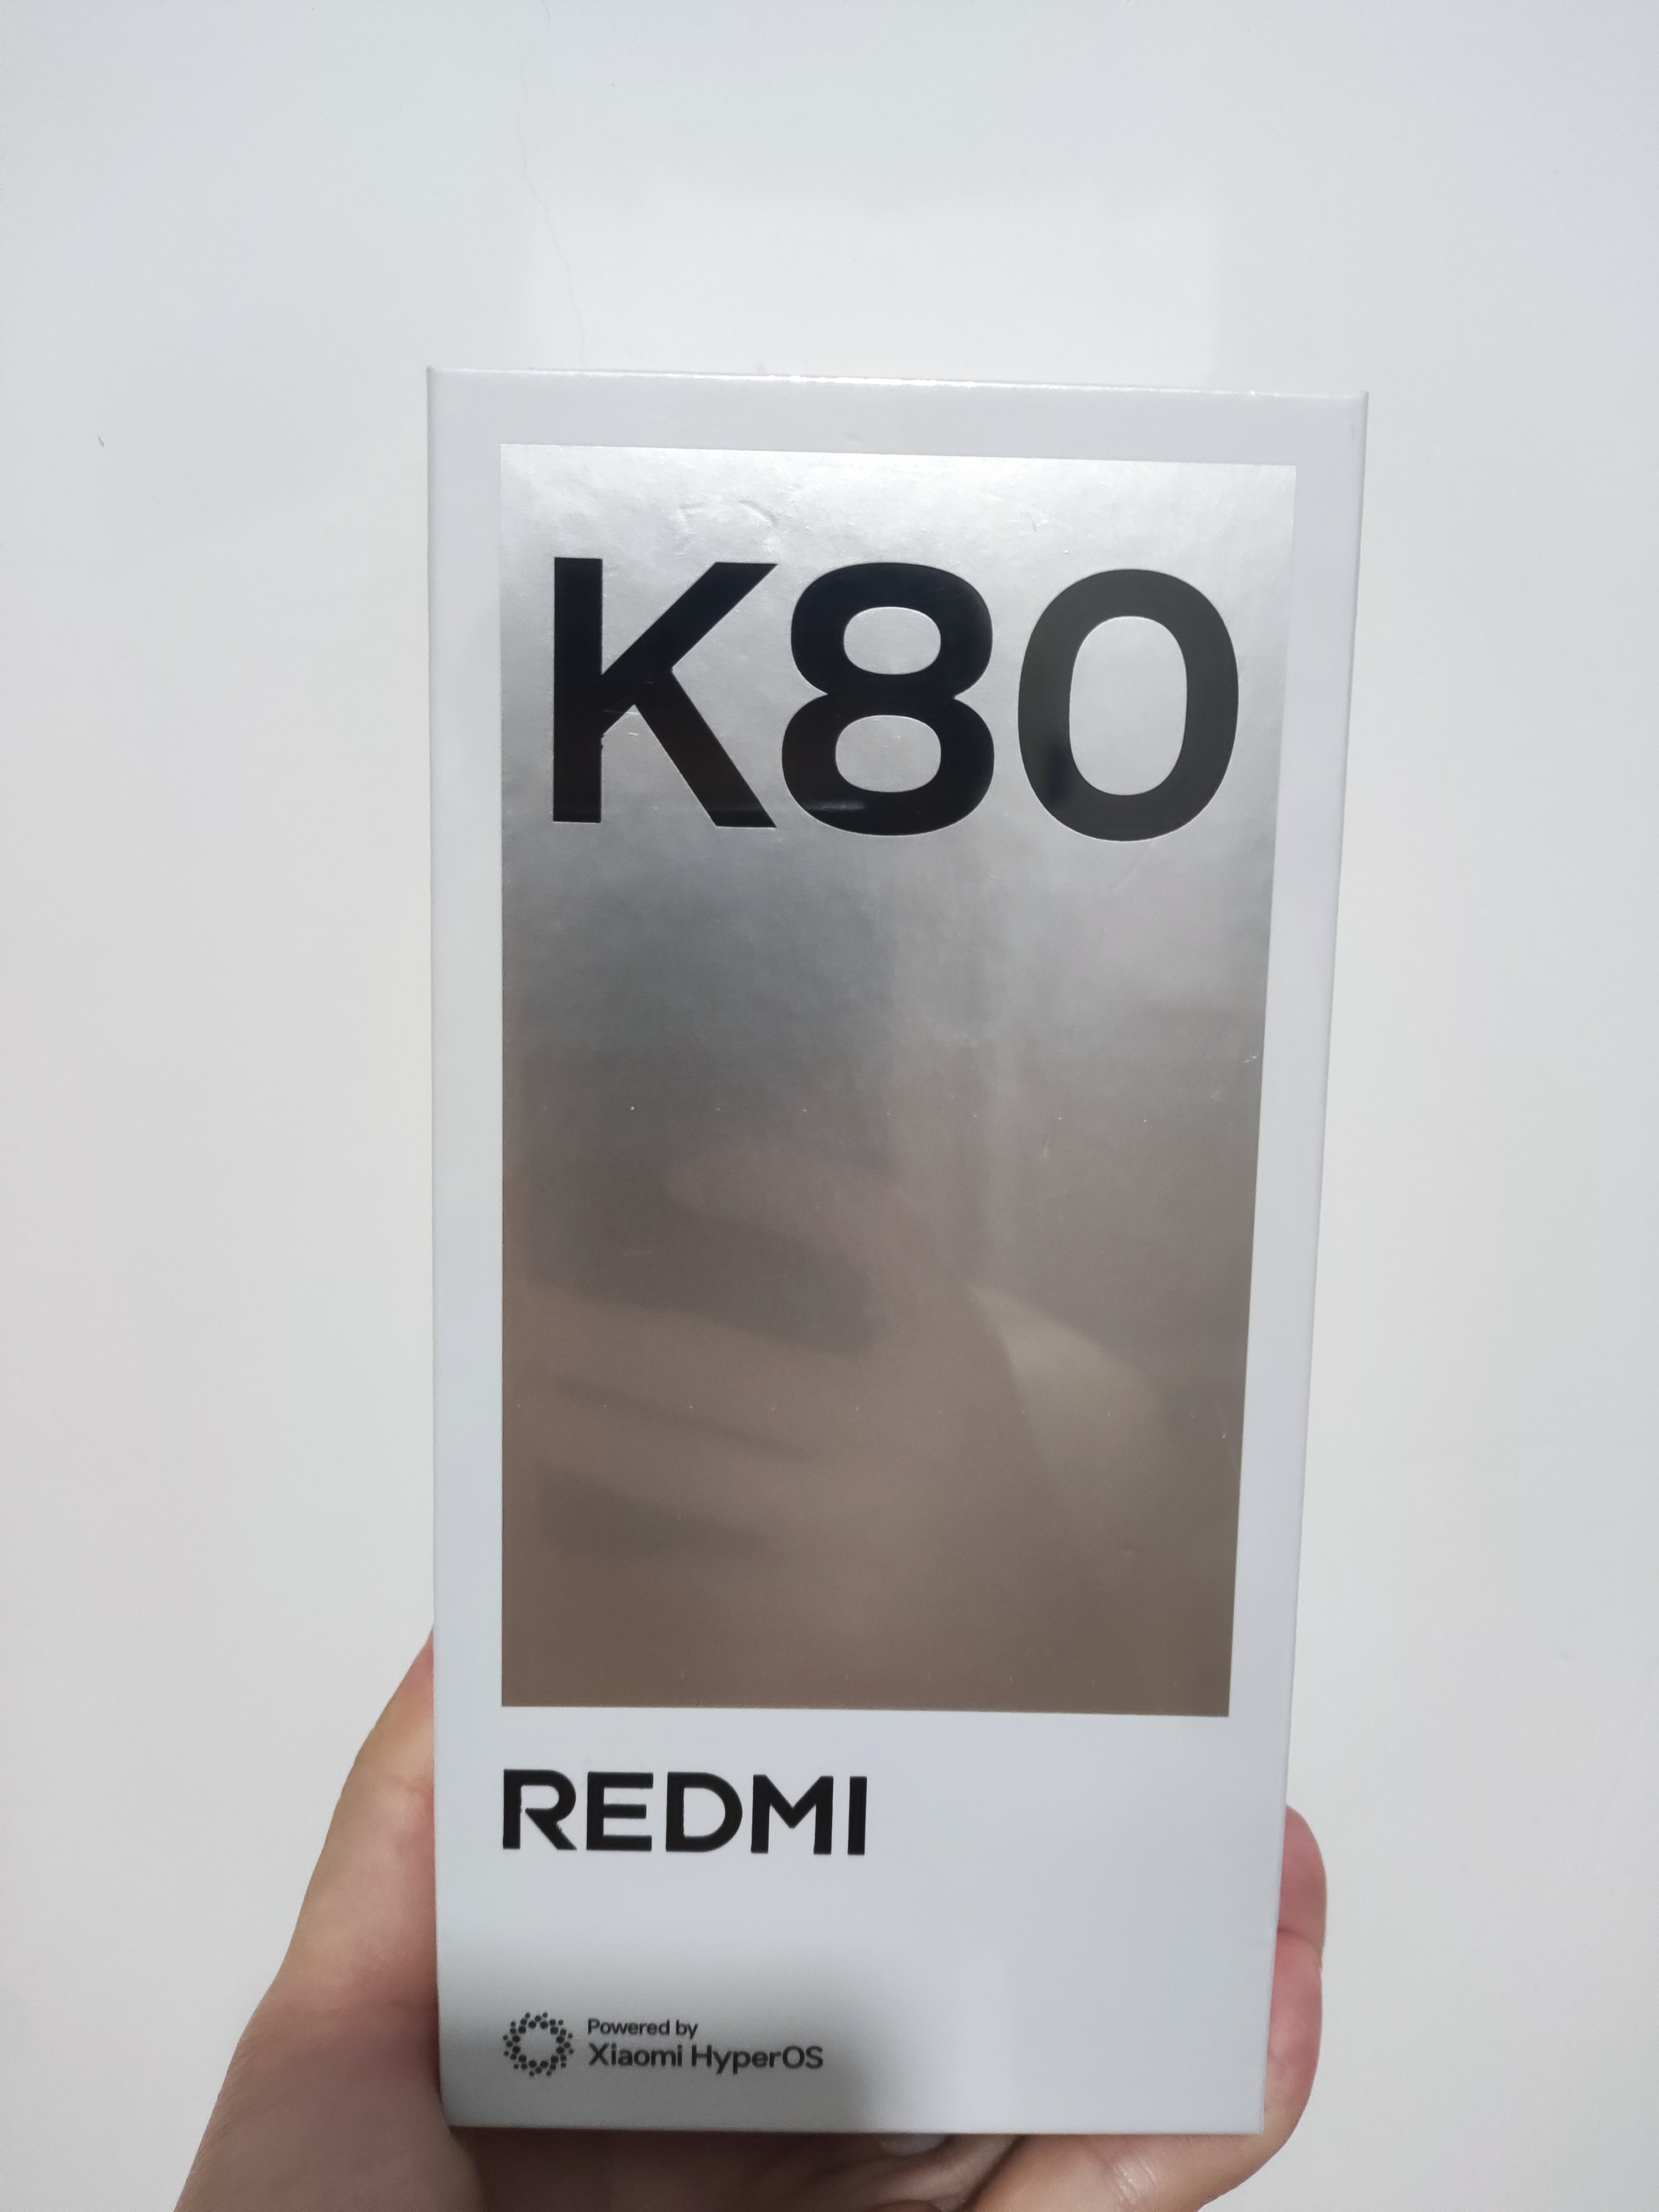 K80
REDMI
Powered by
Xiaomi HyperOS